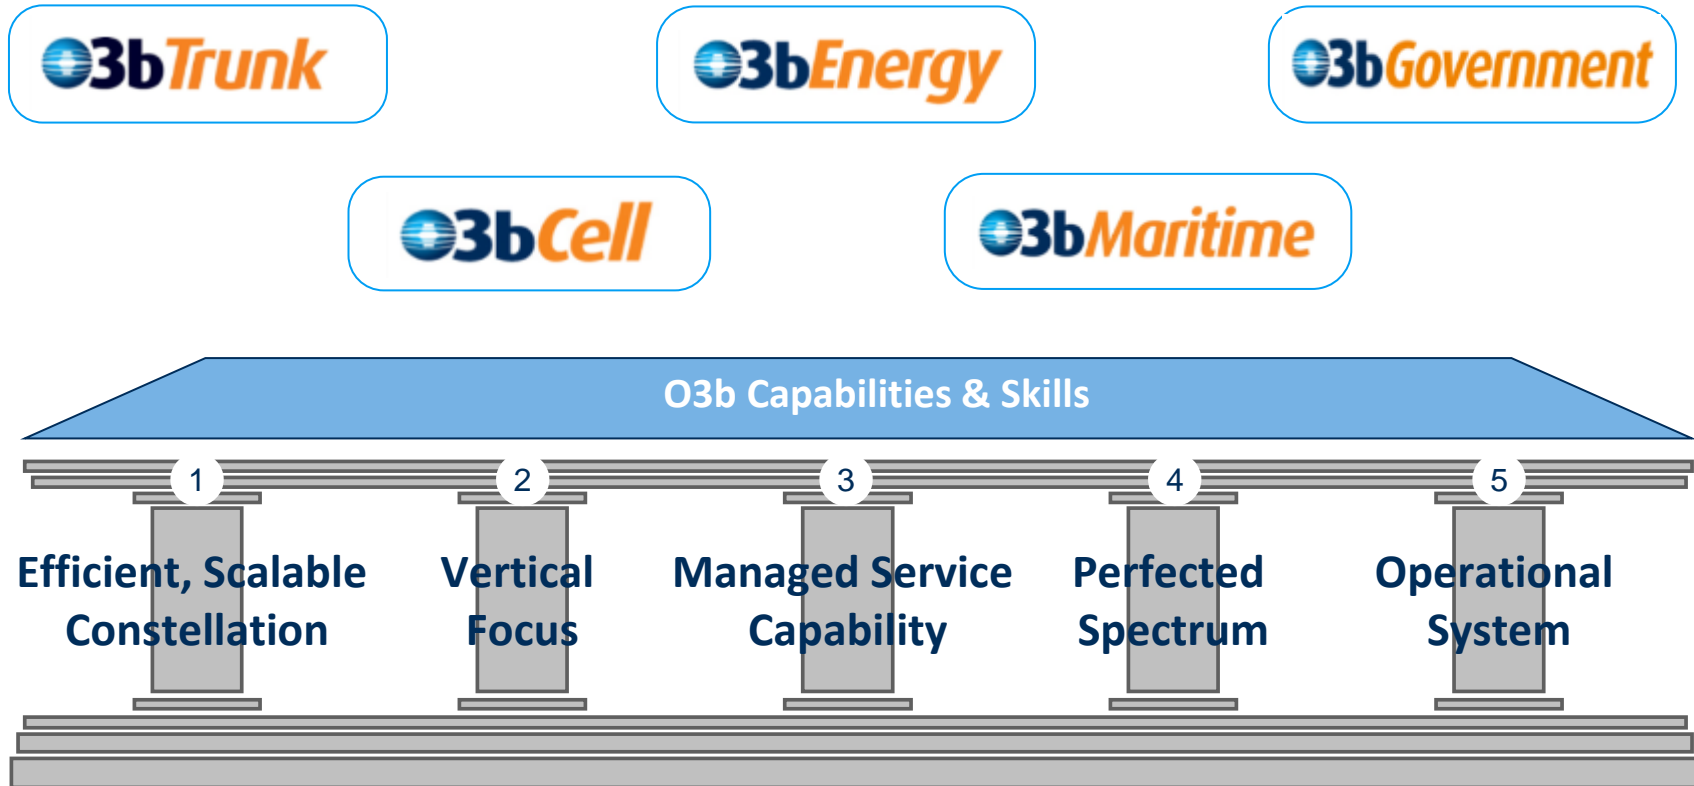 O3bTrunk
O3bEnergy
O3bGovernment
O3bCell
O3bMaritime
O3b Capabilities & Skills
1
2
3
4
5
Efficient, Scalable
Constellation
Vertical
Focus
Managed Service
Capability
Perfected
Spectrum
Operational
System